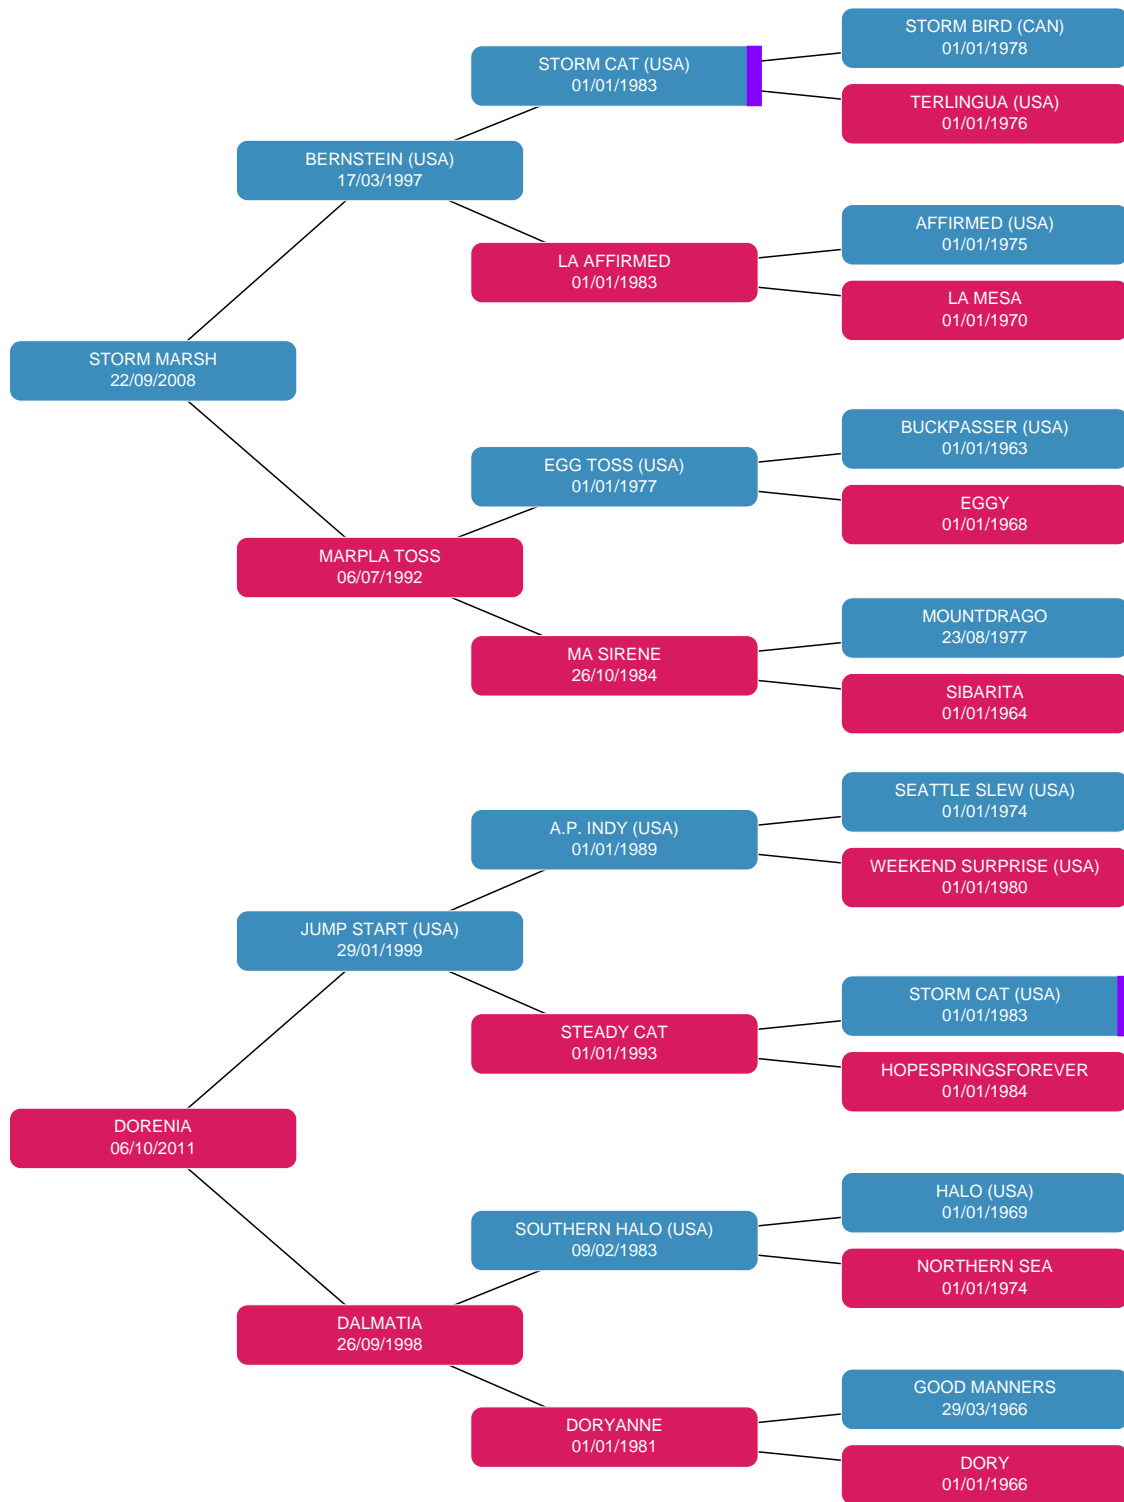 STORM BIRD (CAN)
01/01/1978
STORM CAT (USA)
01/01/1983
TERLINGUA (USA)
01/01/1976
BERNSTEIN (USA)
17/03/1997
AFFIRMED (USA)
01/01/1975
LA AFFIRMED
01/01/1983
LA MESA
01/01/1970
STORM MARSH
22/09/2008
BUCKPASSER (USA)
01/01/1963
EGG TOSS (USA)
01/01/1977
EGGY
01/01/1968
MARPLA TOSS
06/07/1992
MOUNTDRAGO
23/08/1977
MA SIRENE
26/10/1984
SIBARITA
01/01/1964
SEATTLE SLEW (USA)
01/01/1974
A.P. INDY (USA)
01/01/1989
WEEKEND SURPRISE (USA)
01/01/1980
JUMP START (USA)
29/01/1999
STORM CAT (USA)
01/01/1983
STEADY CAT
01/01/1993
HOPESPRINGSFOREVER
01/01/1984
DORENIA
06/10/2011
HALO (USA)
01/01/1969
SOUTHERN HALO (USA)
09/02/1983
NORTHERN SEA
01/01/1974
DALMATIA
26/09/1998
GOOD MANNERS
29/03/1966
DORYANNE
01/01/1981
DORY
01/01/1966